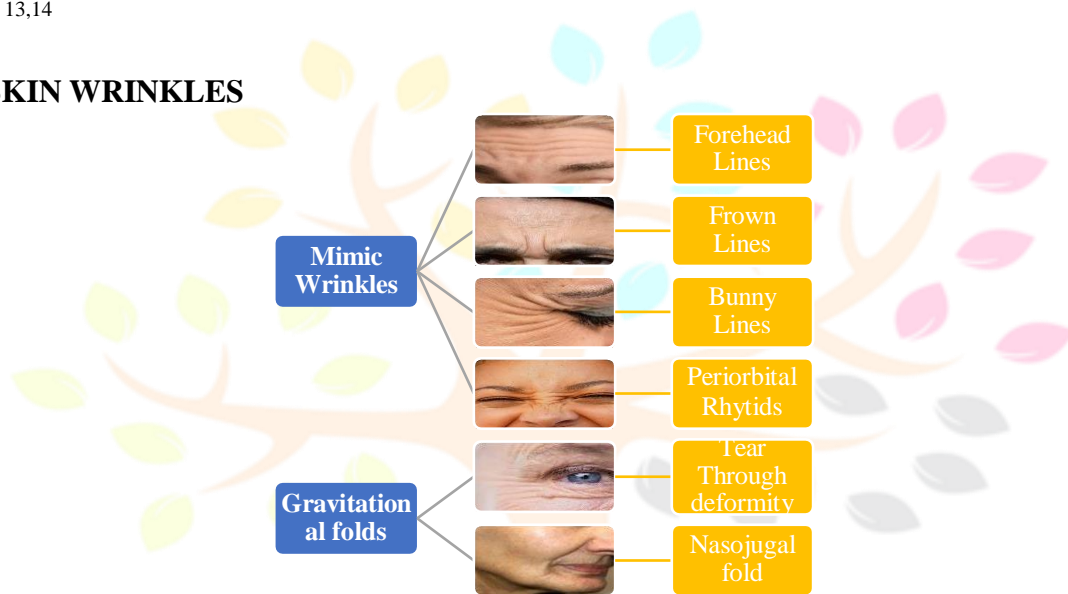 13,14
KIN WRINKLES
Forehead
Lines
Frown
Lines
Mimic
Wrinkles
Bunny
Lines
Periorbital
Rhytids
Tear
Through
deformity
Gravitation
al folds
Nasojugal
fold